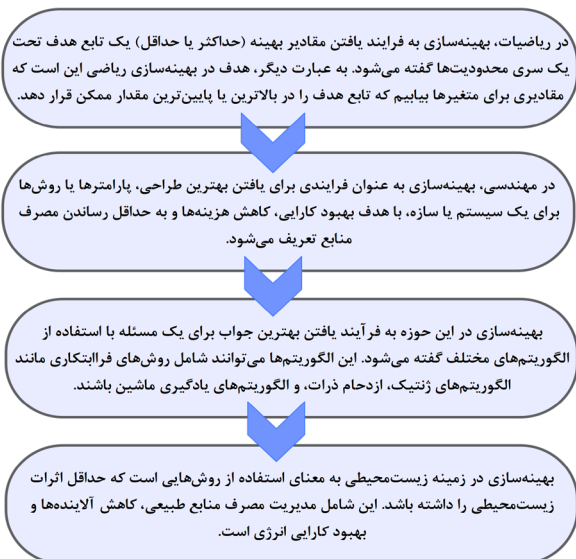 در ریاضیات، بهینه‌سازی به فرایند یافتن مقادیر بهینه (حداکثر یا حداقل) یک تابع هدف تحت
یک سری محدودیت‌ها گفته می‌شود. به عبارت دیگر، هدف در بهینه‌سازی ریاضی این است که
مقادیری برای متغیرها بیابیم که تابع هدف را در بالاترین یا پایین‌ترین مقدار ممکن قرار دهد.
در مهندسی، بهینه‌سازی به عنوان فرایندی برای یافتن بهترین طراحی، پارامترها یا روش‌ها
برای یک سیستم یا سازه، با هدف بهبود کارایی، کاهش هزینه‌ها و به حداقل رساندن مصرف
منابع تعریف می‌شود.
بهینه‌سازی در این حوزه به فرآیند یافتن بهترین جواب برای یک مسئله با استفاده از
الگوریتم‌های مختلف گفته می‌شود. این الگوریتم‌ها می‌توانند شامل روش‌های فراابتکاری مانند
الگوریتم‌های ژنتیک، ازدحام ذرات، و الگوریتم‌های یادگیری ماشین باشند.
بهینه‌سازی در زمینه زیست‌محیطی به معنای استفاده از روش‌هایی است که حداقل اثرات
زیست‌محیطی را داشته باشد. این شامل مدیریت مصرف منابع طبیعی، کاهش آلاینده‌ها و
بهبود کارایی انرژی است.